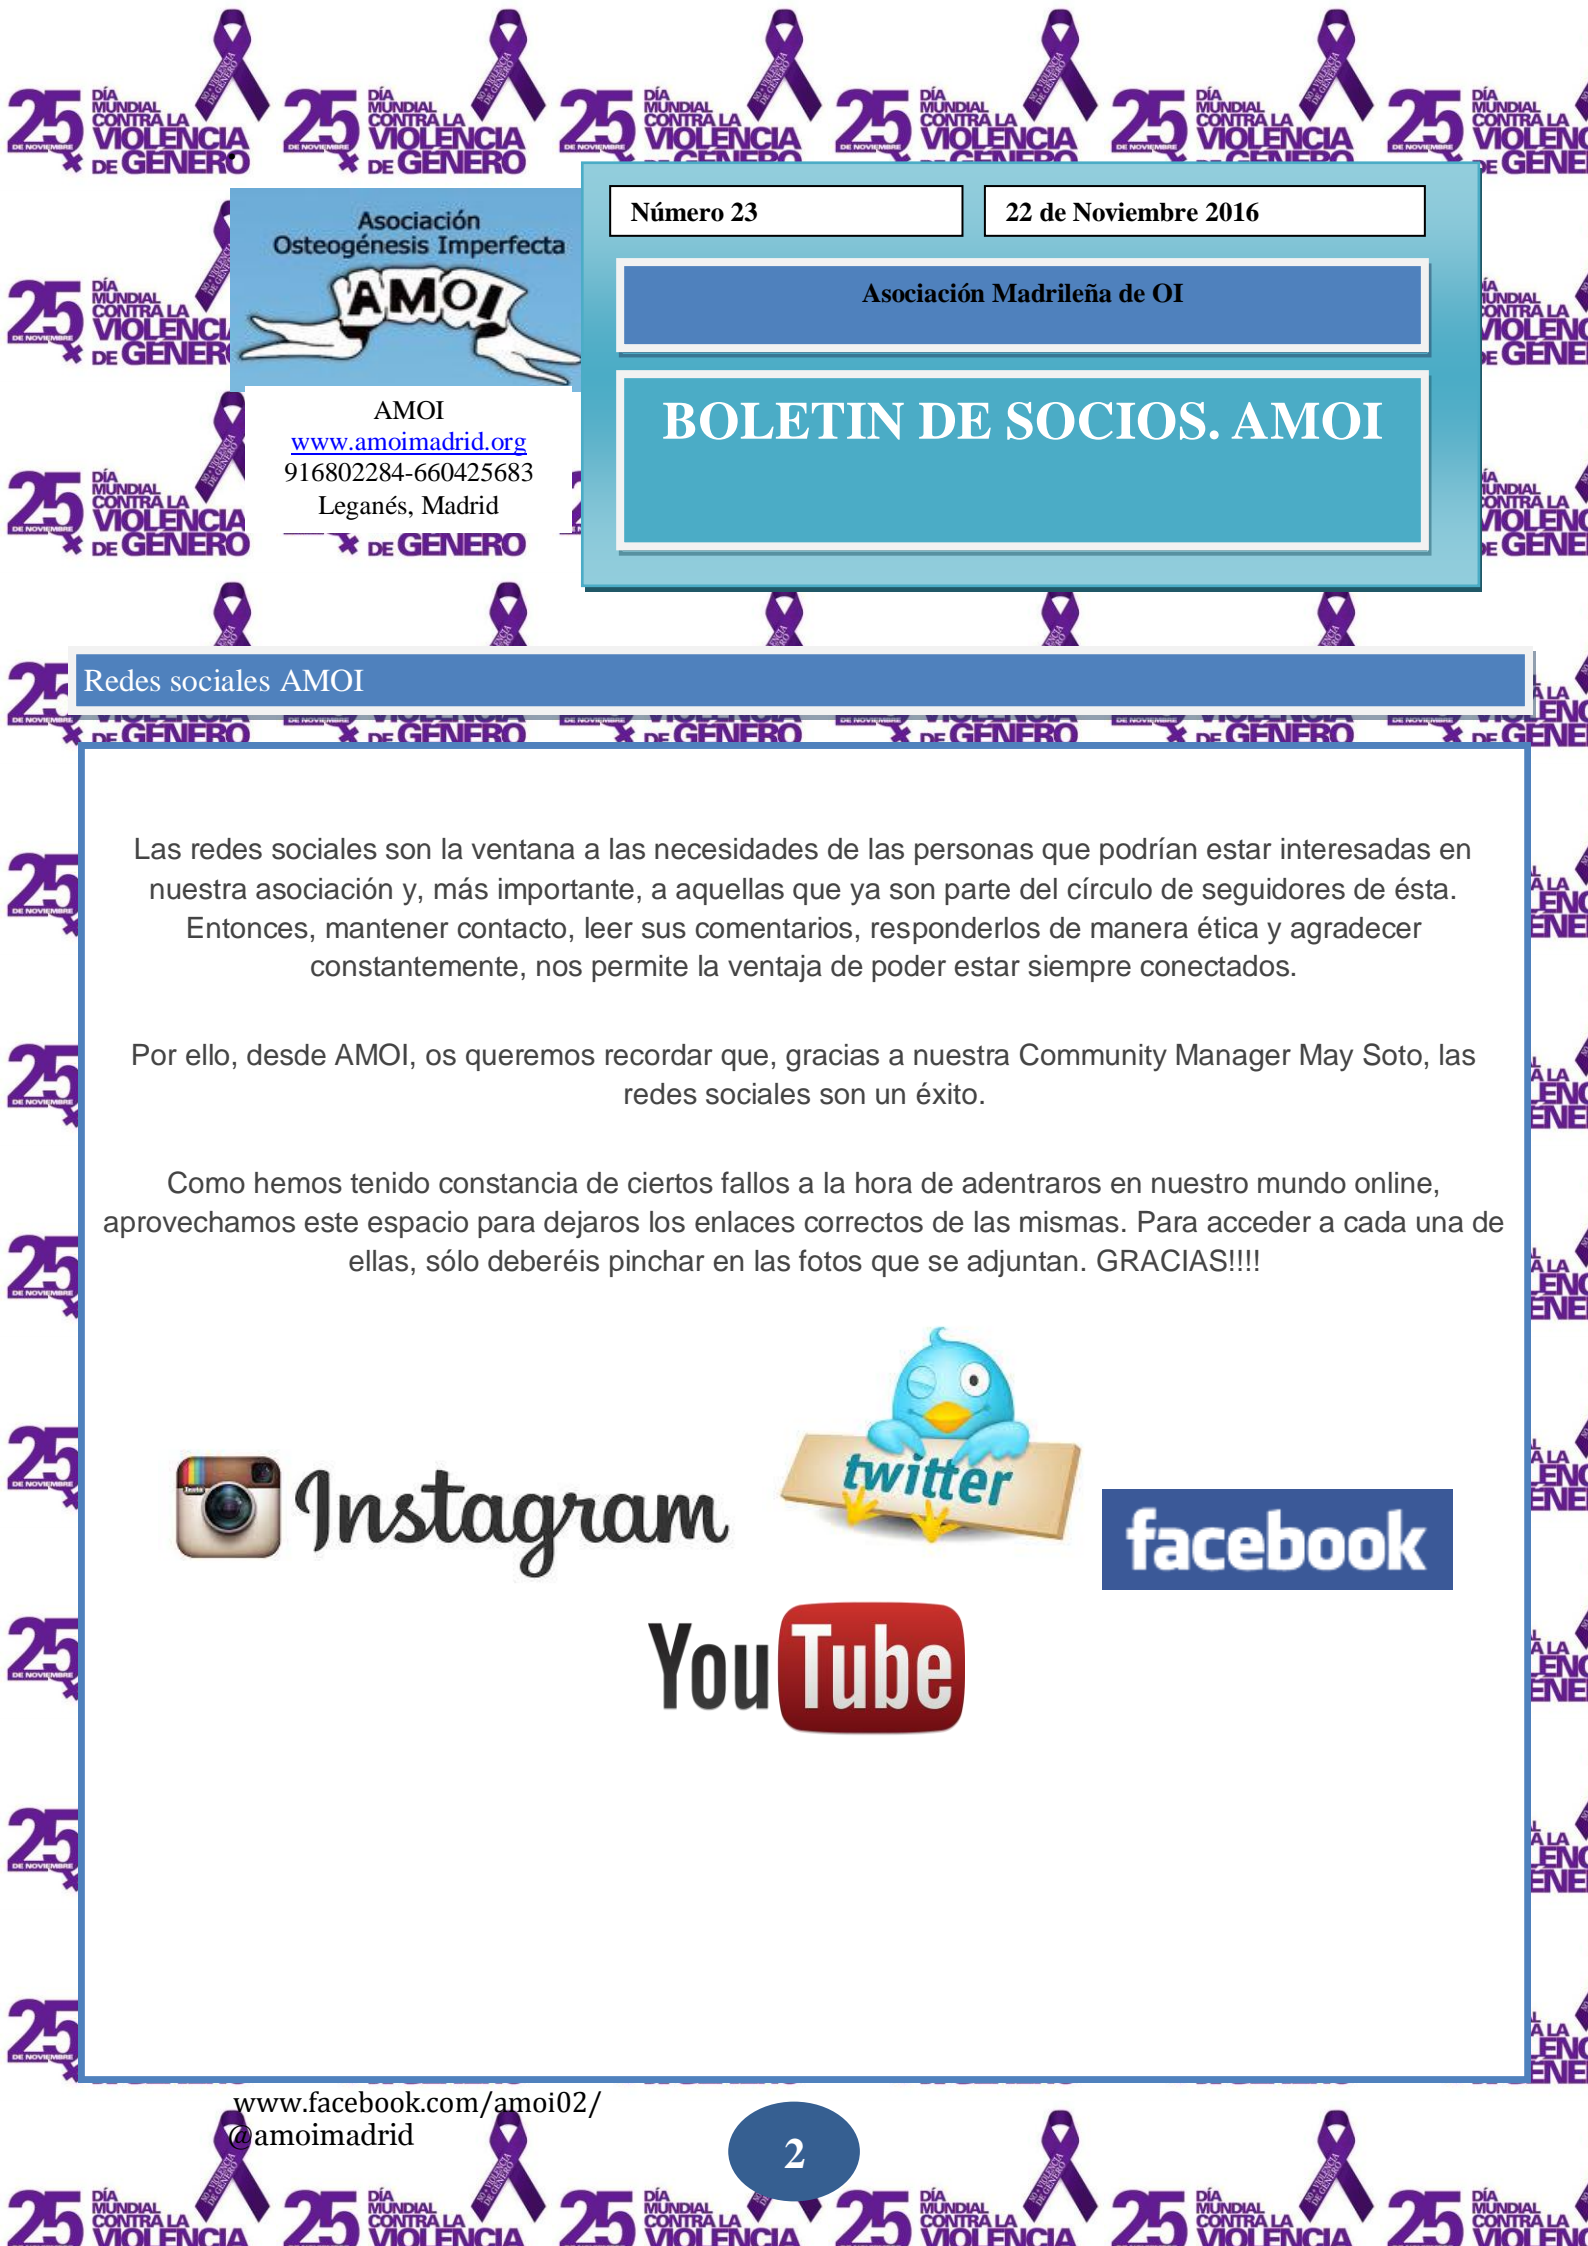 25 DE NOVIEMBRE
DÍA
MUNDIAL
CONTRA LA
VIOLENCIA
DE GÉNERO
NO + VIOLENCIA
DE GÉNERO
Asociación
Osteogénesis Imperfecta
AMOI
AMOI
www.amoimadrid.org
916802284-660425683
Leganés, Madrid
Número 23
22 de Noviembre 2016
Asociación Madrileña de OI
BOLETIN DE SOCIOS. AMOI
Redes sociales AMOI
Las redes sociales son la ventana a las necesidades de las personas que podrían estar interesadas en
nuestra asociación y, más importante, a aquellas que ya son parte del círculo de seguidores de ésta.
Entonces, mantener contacto, leer sus comentarios, responderlos de manera ética y agradecer
constantemente, nos permite la ventaja de poder estar siempre conectados.
Por ello, desde AMOI, os queremos recordar que, gracias a nuestra Community Manager May Soto, las
redes sociales son un éxito.
Como hemos tenido constancia de ciertos fallos a la hora de adentraros en nuestro mundo online,
aprovechamos este espacio para dejaros los enlaces correctos de las mismas. Para acceder a cada una de
ellas, sólo deberéis pinchar en las fotos que se adjuntan. GRACIAS!!!!
Instagram
twitter
facebook
YouTube
www.facebook.com/amoi02/
@amoimadrid
2